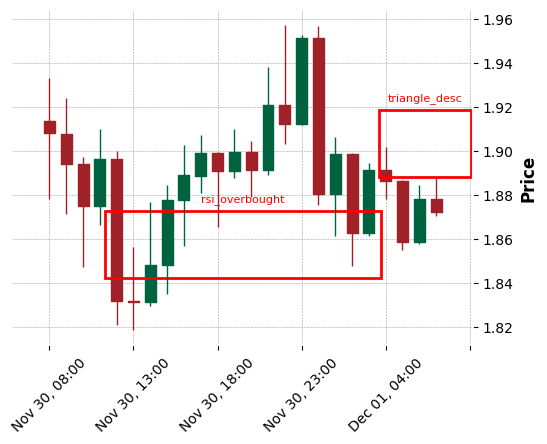 1.96
1.94
triangle_desc
1.92
1.90
Price
1.88
rsi_overbought
1.86
1.84
1.82
Nov 30, 08:00
Nov 30, 13:00
Nov 30, 18:00
Nov 30, 23:00
Dec 01, 04:00